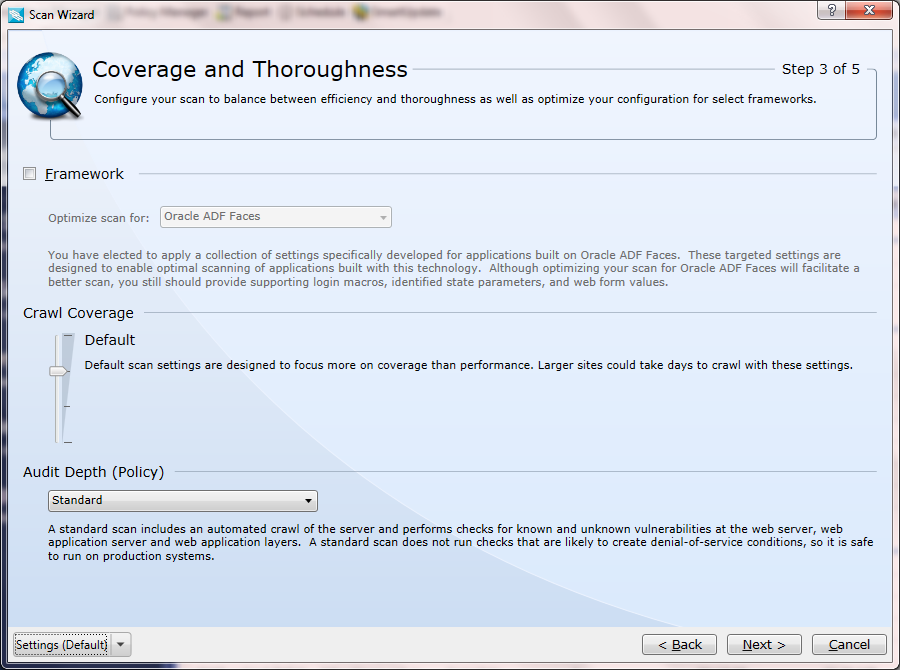 Scan Wizard
Policy Manager Report Schedule SmartUpdate
Coverage and Thoroughness
Step 3 of 5
Configure your scan to balance between efficiency and thoroughness as well as optimize your configuration for select frameworks.
Framework
Optimize scan for: Oracle ADF Faces
You have elected to apply a collection of settings specifically developed for applications built on Oracle ADF Faces. These targeted settings are
designed to enable optimal scanning of applications built with this technology. Although optimizing your scan for Oracle ADF Faces will facilitate a
better scan, you still should provide supporting login macros, identified state parameters, and web form values.
Crawl Coverage
Default
Default scan settings are designed to focus more on coverage than performance. Larger sites could take days to crawl with these settings.
Audit Depth (Policy)
Standard
A standard scan includes an automated crawl of the server and performs checks for known and unknown vulnerabilities at the web server, web
application server and web application layers. A standard scan does not run checks that are likely to create denial-of-service conditions, so it is safe
to run on production systems.
Settings (Default)
< Back Next > Cancel